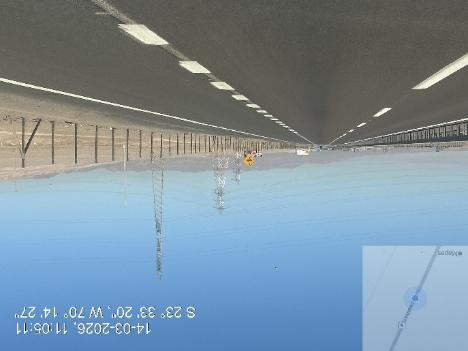 14-03-2026, 11:05:11
S 23° 33' 20", W 70° 14' 27"